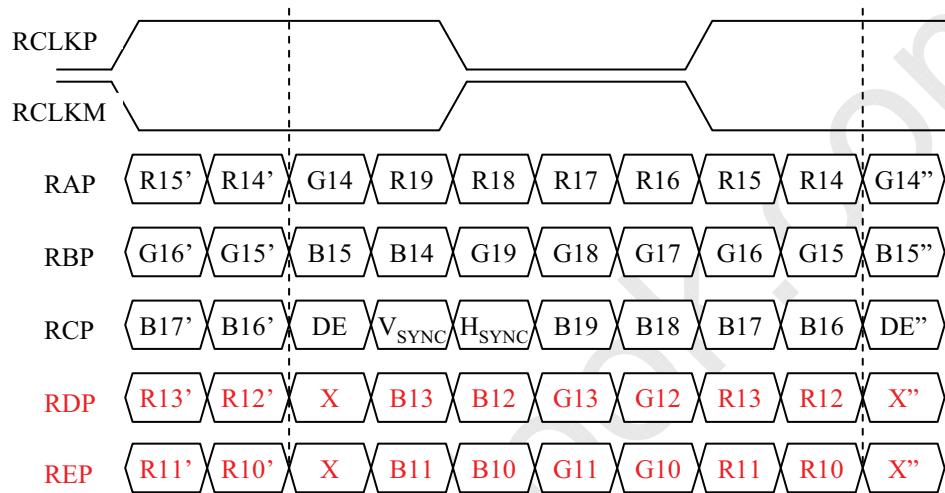 RCLKP
RCLKM
RAP R15’ R14’ G14 R19 R18 R17 R16 R15 R14 G14”
RBP G16’ G15’ B15 B14 G19 G18 G17 G16 G15 B15”
RCP B17’ B16’ DE VSYNC HSYNC B19 B18 B17 B16 DE”
RDP R13’ R12’ X B13 B12 G13 G12 R13 R12 X”
REP R11’ R10’ X B11 B10 G11 G10 R11 R10 X”